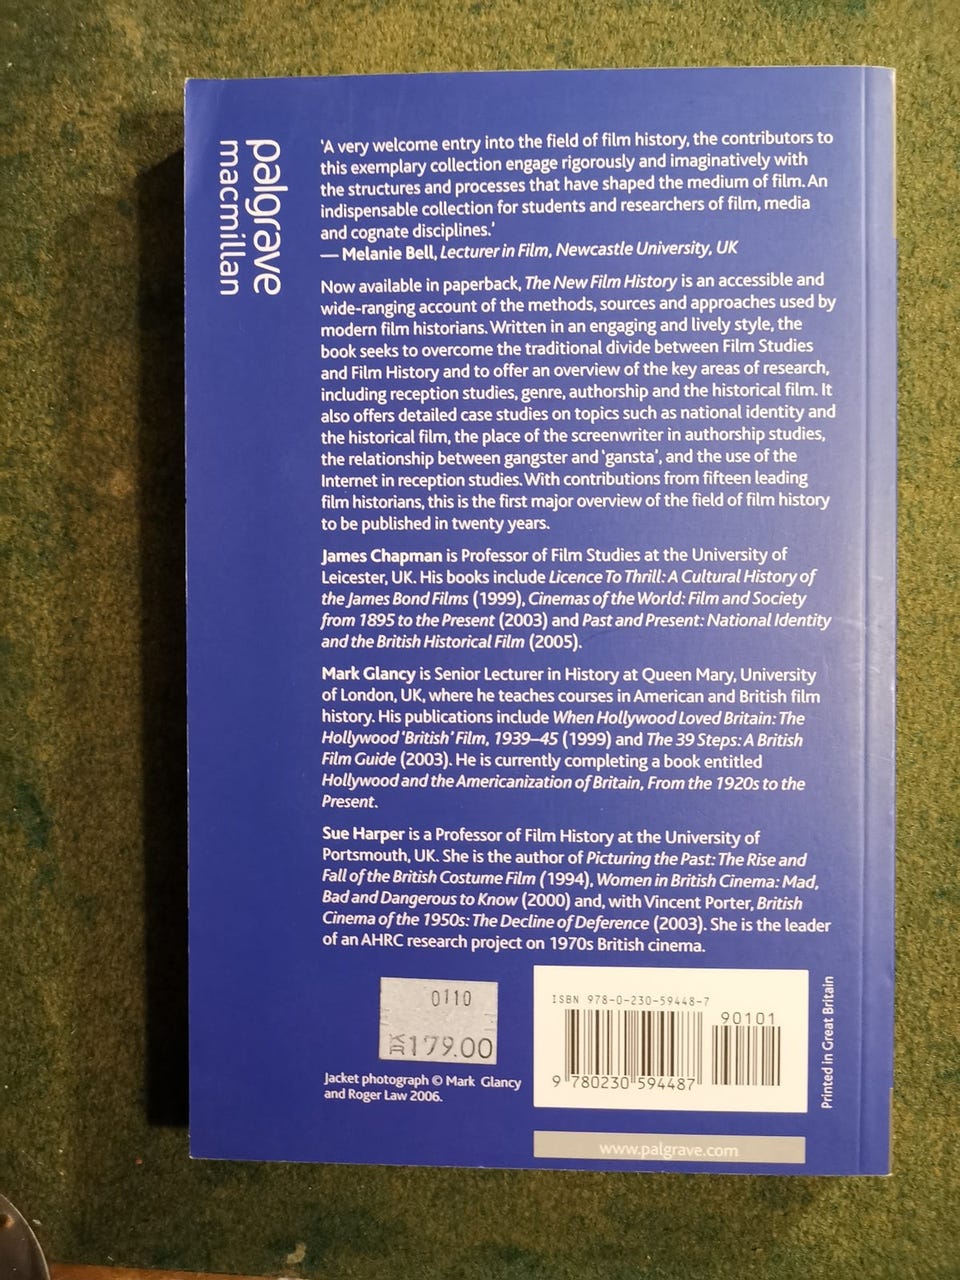 palgrave
macmillan
'A very welcome entry into the field of film history, the contributors to
this exemplary collection engage rigorously and imaginatively with
the structures and processes that have shaped the medium of film. An
indispensable collection for students and researchers of film, media
and cognate disciplines.'
— Melanie Bell, Lecturer in Film, Newcastle University, UK
Now available in paperback, The New Film History is an accessible and
wide-ranging account of the methods, sources and approaches used by
modern film historians. Written in an engaging and lively style, the
book seeks to overcome the traditional divide between Film Studies
and Film History and to offer an overview of the key areas of research,
including reception studies, genre, authorship and the historical film. It
also offers detailed case studies on topics such as national identity and
the historical film, the place of the screenwriter in authorship studies,
the relationship between gangster and 'gansta', and the use of the
Internet in reception studies. With contributions from fifteen leading
film historians, this is the first major overview of the field of film history
to be published in twenty years.
James Chapman is Professor of Film Studies at the University of
Leicester, UK. His books include Licence To Thrill: A Cultural History of
the James Bond Films (1999), Cinemas of the World: Film and Society
from 1895 to the Present (2003) and Past and Present: National Identity
and the British Historical Film (2005).
Mark Glancy is Senior Lecturer in History at Queen Mary, University
of London, UK, where he teaches courses in American and British film
history. His publications include When Hollywood Loved Britain: The
Hollywood 'British' Film, 1939–45 (1999) and The 39 Steps: A British
Film Guide (2003). He is currently completing a book entitled
Hollywood and the Americanization of Britain, From the 1920s to the
Present.
Sue Harper is a Professor of Film History at the University of
Portsmouth, UK. She is the author of Picturing the Past: The Rise and
Fall of the British Costume Film (1994), Women in British Cinema: Mad,
Bad and Dangerous to Know (2000) and, with Vincent Porter, British
Cinema of the 1950s: The Decline of Deference (2003). She is the leader
of an AHRC research project on 1970s British cinema.
0110
KR 179.00
Jacket photograph © Mark Glancy
and Roger Law 2006.
ISBN 978-0-230-59448-7
90101
9 780230 594487
Printed in Great Britain
www.palgrave.com